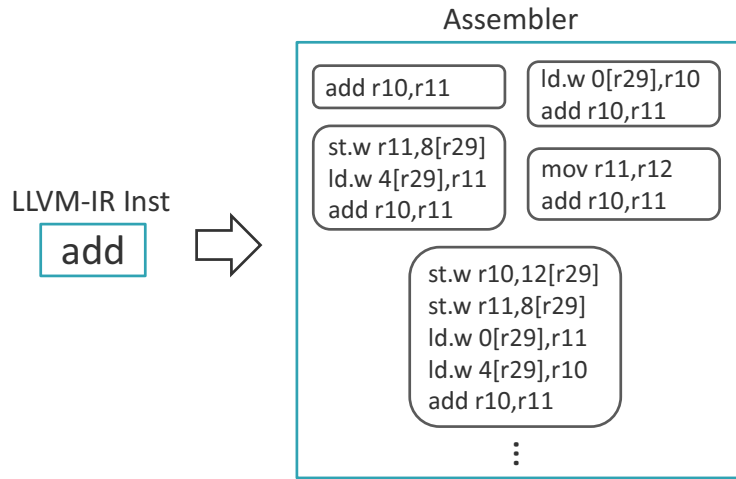 Assembler
add r10,r11
ld.w 0[r29],r10
add r10,r11
st.w r11,8[r29]
ld.w 4[r29],r11
add r10,r11
mov r11,r12
add r10,r11
LLVM-IR Inst
add
st.w r10,12[r29]
st.w r11,8[r29]
ld.w 0[r29],r11
ld.w 4[r29],r10
add r10,r11
⋮